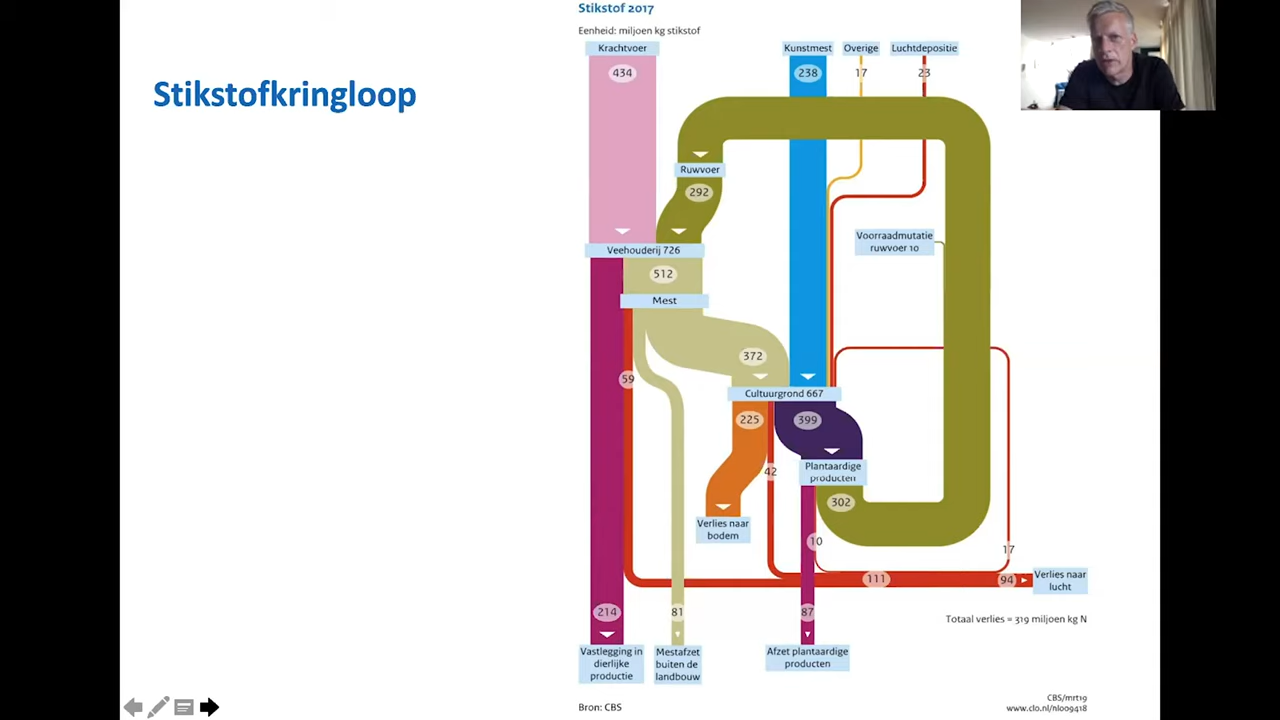 Stikstofkringloop
Stikstof 2017
Eenheid: miljoen kg stikstof
Krachtvoer
Kunstmest
Overige
Luchtdepositie
434
238
17
23
Ruwvoer
292
Voorraadmutatie
ruwvoer 10
Veehouderij 726
512
Mest
372
59
Cultuurgrond 667
225
399
42
Plantaardige
producten
302
Verlies naar
bodem
10
17
111
94
Verlies naar
lucht
214
81
87
Totaal verlies = 319 miljoen kg N
Vastlegging in
dierlijke
productie
Mestafzet
buiten de
landbouw
Afzet plantaardige
producten
Bron: CBS
CBS/mrt19
www.clo.nl/nl009418